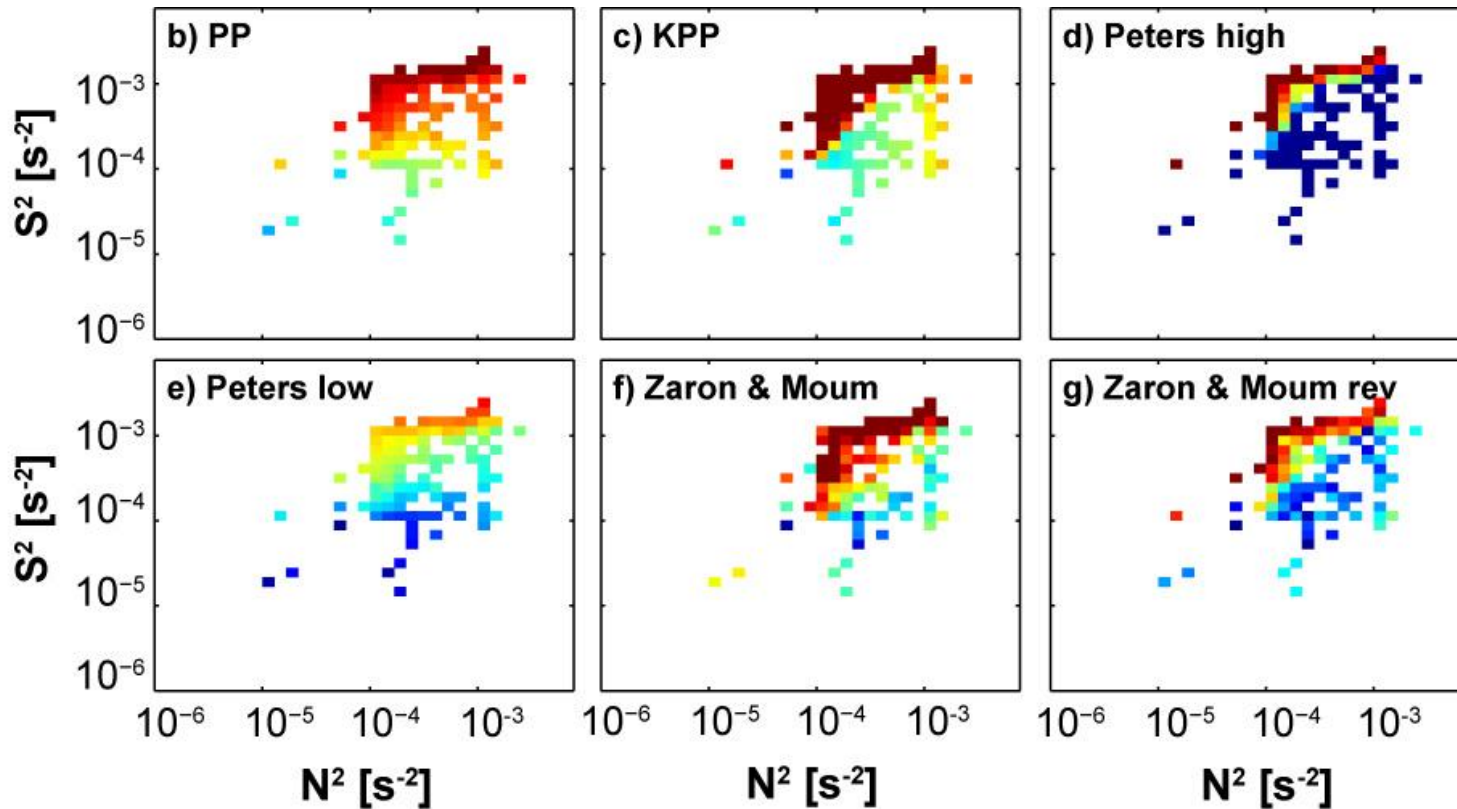 b) PP
c) KPP
d) Peters high
S² [s⁻²]
10⁻³
10⁻⁴
10⁻⁵
10⁻⁶
e) Peters low
f) Zaron & Moum
g) Zaron & Moum rev
S² [s⁻²]
10⁻³
10⁻⁴
10⁻⁵
10⁻⁶
10⁻⁶ 10⁻⁵ 10⁻⁴ 10⁻³
10⁻⁶ 10⁻⁵ 10⁻⁴ 10⁻³
10⁻⁶ 10⁻⁵ 10⁻⁴ 10⁻³
N² [s⁻²]
N² [s⁻²]
N² [s⁻²]